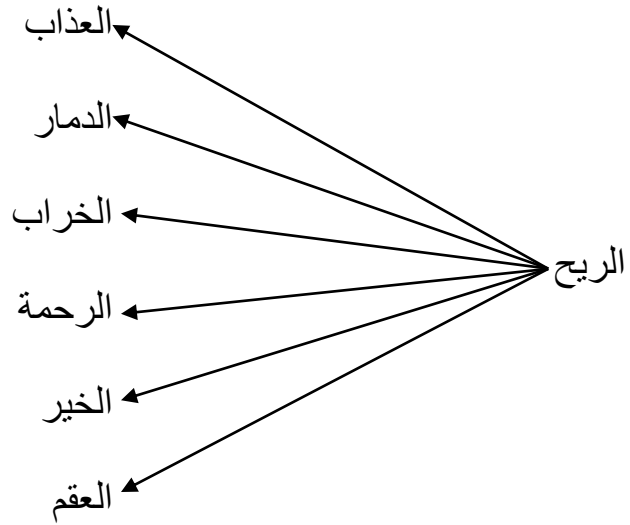 العذاب
الدمار
الخراب
الريح
الرحمة
الخير
العقم